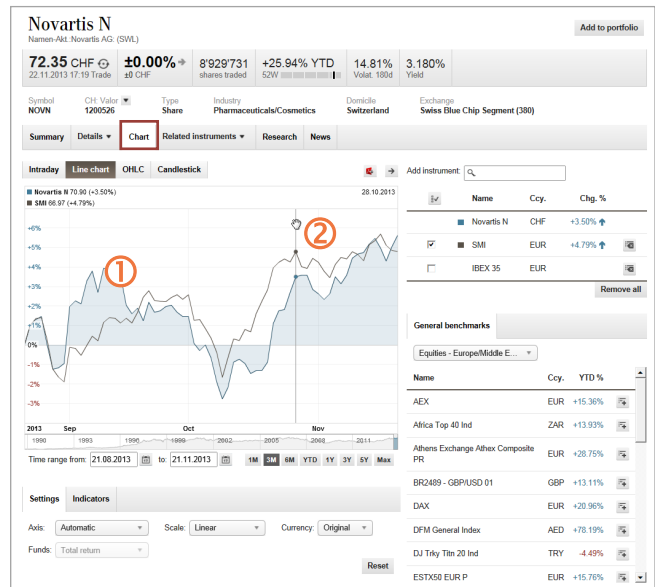 Novartis N
Add to portfolio
Namen-Akt. Novartis AG: (SWL)
72.35 CHF ±0.00% 8'929'731 +25.94% YTD 14.81% 3.180%
22.11.2013 17:19 Trade ±0 CHF shares traded 52W Volat. 180d Yield
Symbol CH: Valor Type Industry Domicile Exchange
NOVN 1200526 Share Pharmaceuticals/Cosmetics Switzerland Swiss Blue Chip Segment (380)
Summary Details Chart Related instruments Research News
Intraday Line chart OHLC Candlestick
Add instrument:
Novartis N 70.90 (+3.50%) 28.10.2013
SMI 66.97 (+4.79%)
+6%
+5%
+4%
+3%
+2%
+1%
0%
-1%
-2%
-3%
1
2
2013 Sep Oct Nov
1990 1993 1996 1999 2002 2005 2008 2011
Time range from: 21.08.2013 to: 21.11.2013 1M 3M 6M YTD 1Y 3Y 5Y Max
Settings Indicators
Axis: Automatic Scale: Linear Currency: Original
Funds: Total return
Reset
Name Ccy. Chg. %
Novartis N CHF +3.50%
SMI EUR +4.79%
IBEX 35 EUR
Remove all
General benchmarks
Equities - Europe/Middle E...
Name Ccy. YTD %
AEX EUR +15.36%
Africa Top 40 Ind ZAR +13.93%
Athens Exchange Athex Composite
PR EUR +28.75%
BR2489 - GBP/USD 01 GBP +13.11%
DAX EUR +20.96%
DFM General Index AED +78.19%
DJ Trky Titn 20 Ind TRY -4.49%
ESTX50 EUR P EUR +15.76%